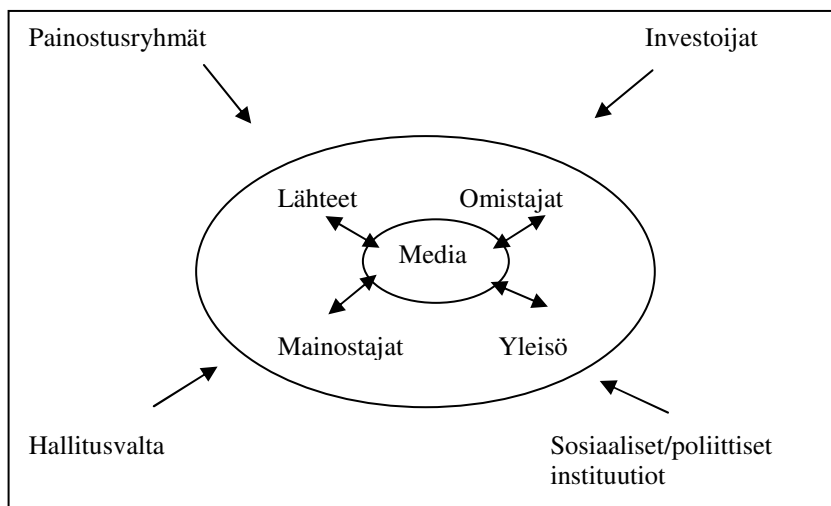 Painostusryhmät
Investoijat
Lähteet
Omistajat
Media
Mainostajat
Yleisö
Hallitusvalta
Sosiaaliset/poliittiset
instituutiot